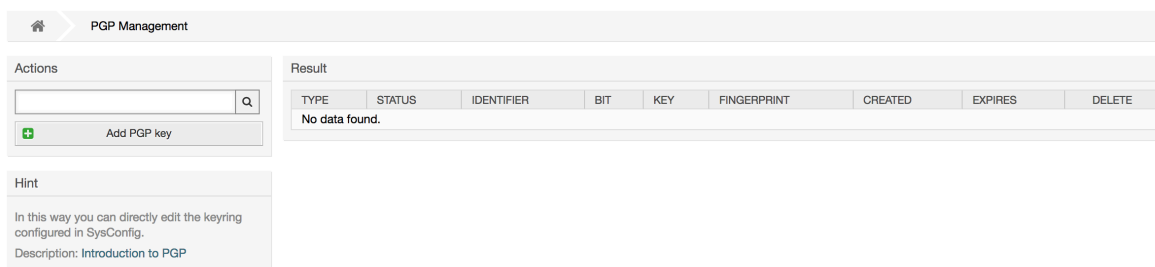 PGP Management
Actions
Add PGP key
Hint
In this way you can directly edit the keyring
configured in SysConfig.
Description: Introduction to PGP
Result
TYPE STATUS IDENTIFIER BIT KEY FINGERPRINT CREATED EXPIRES DELETE
No data found.